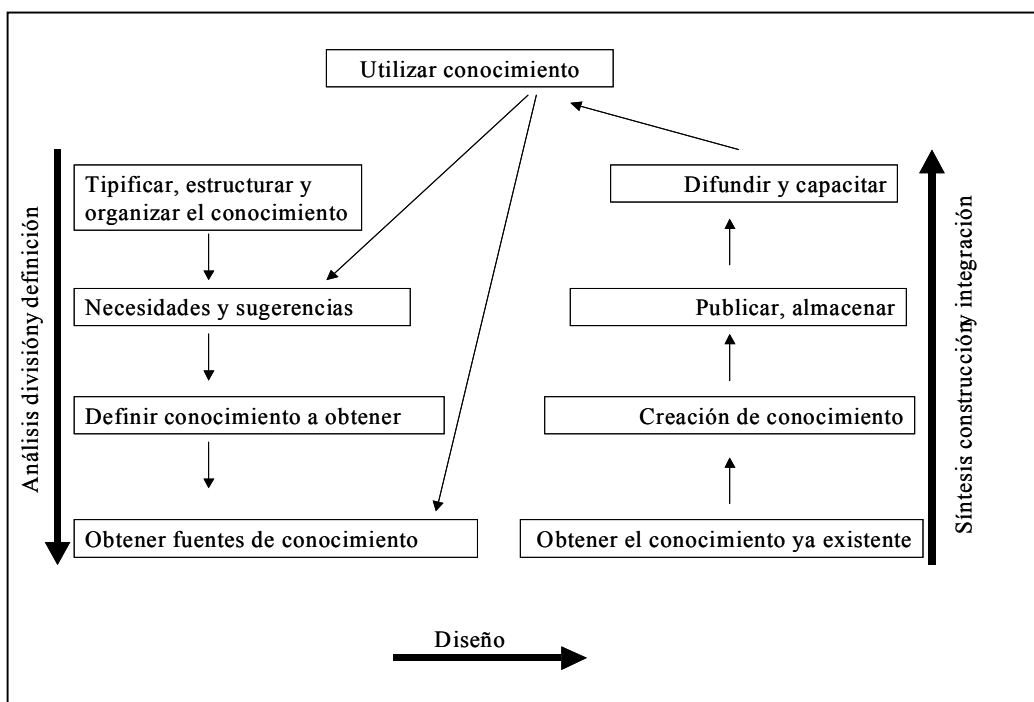 Utilizar conocimiento
Análisis divisióny definición
Tipificar, estructurar y
organizar el conocimiento
Necesidades y sugerencias
Definir conocimiento a obtener
Obtener fuentes de conocimiento
Difundir y capacitar
Publicar, almacenar
Creación de conocimiento
Obtener el conocimiento ya existente
Síntesis construccióny integración
Diseño